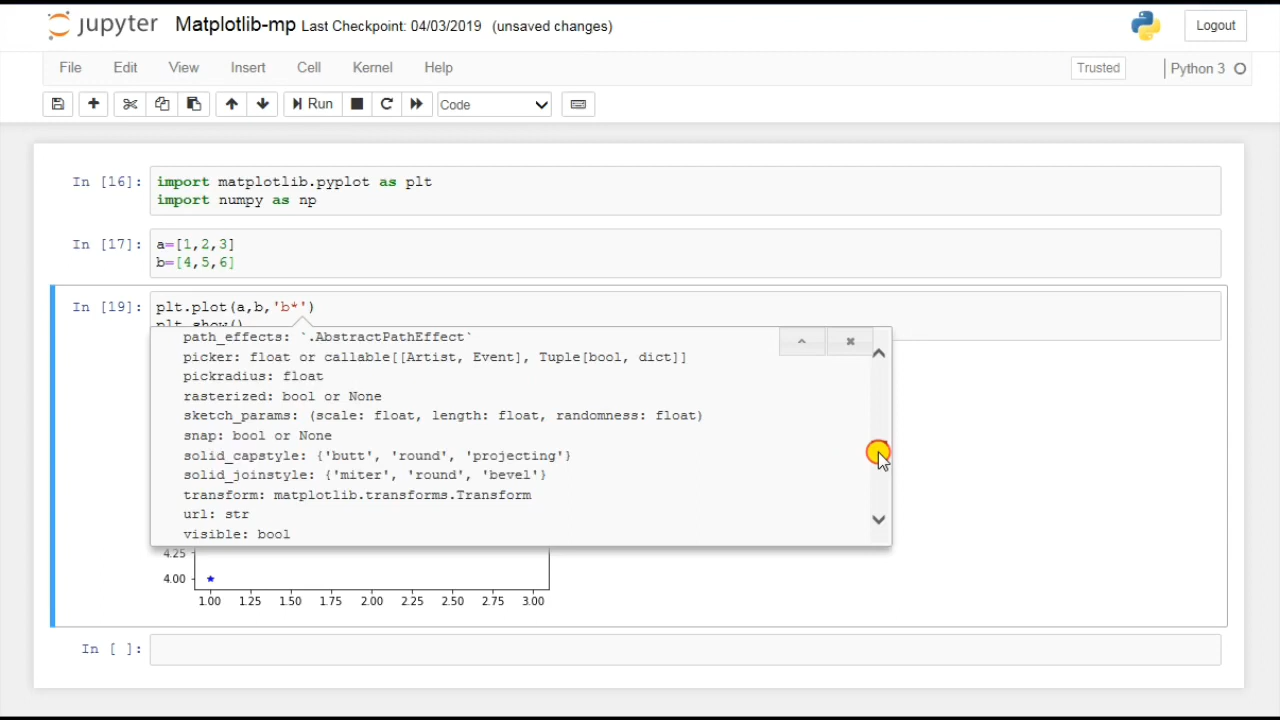 jupyter Matplotlib-mp Last Checkpoint: 04/03/2019 (unsaved changes) Logout
File Edit View Insert Cell Kernel Help Trusted Python 3
Run Code
In [16]: import matplotlib.pyplot as plt
import numpy as np
In [17]: a=[1,2,3]
b=[4,5,6]
In [19]: plt.plot(a,b,'b*')
plt.show()
path_effects: `.AbstractPathEffect`
picker: float or callable[[Artist, Event], Tuple[bool, dict]]
pickradius: float
rasterized: bool or None
sketch_params: (scale: float, length: float, randomness: float)
snap: bool or None
solid_capstyle: {'butt', 'round', 'projecting'}
solid_joinstyle: {'miter', 'round', 'bevel'}
transform: matplotlib.transforms.Transform
url: str
visible: bool
4.25
4.00
1.00 1.25 1.50 1.75 2.00 2.25 2.50 2.75 3.00
In [ ]: